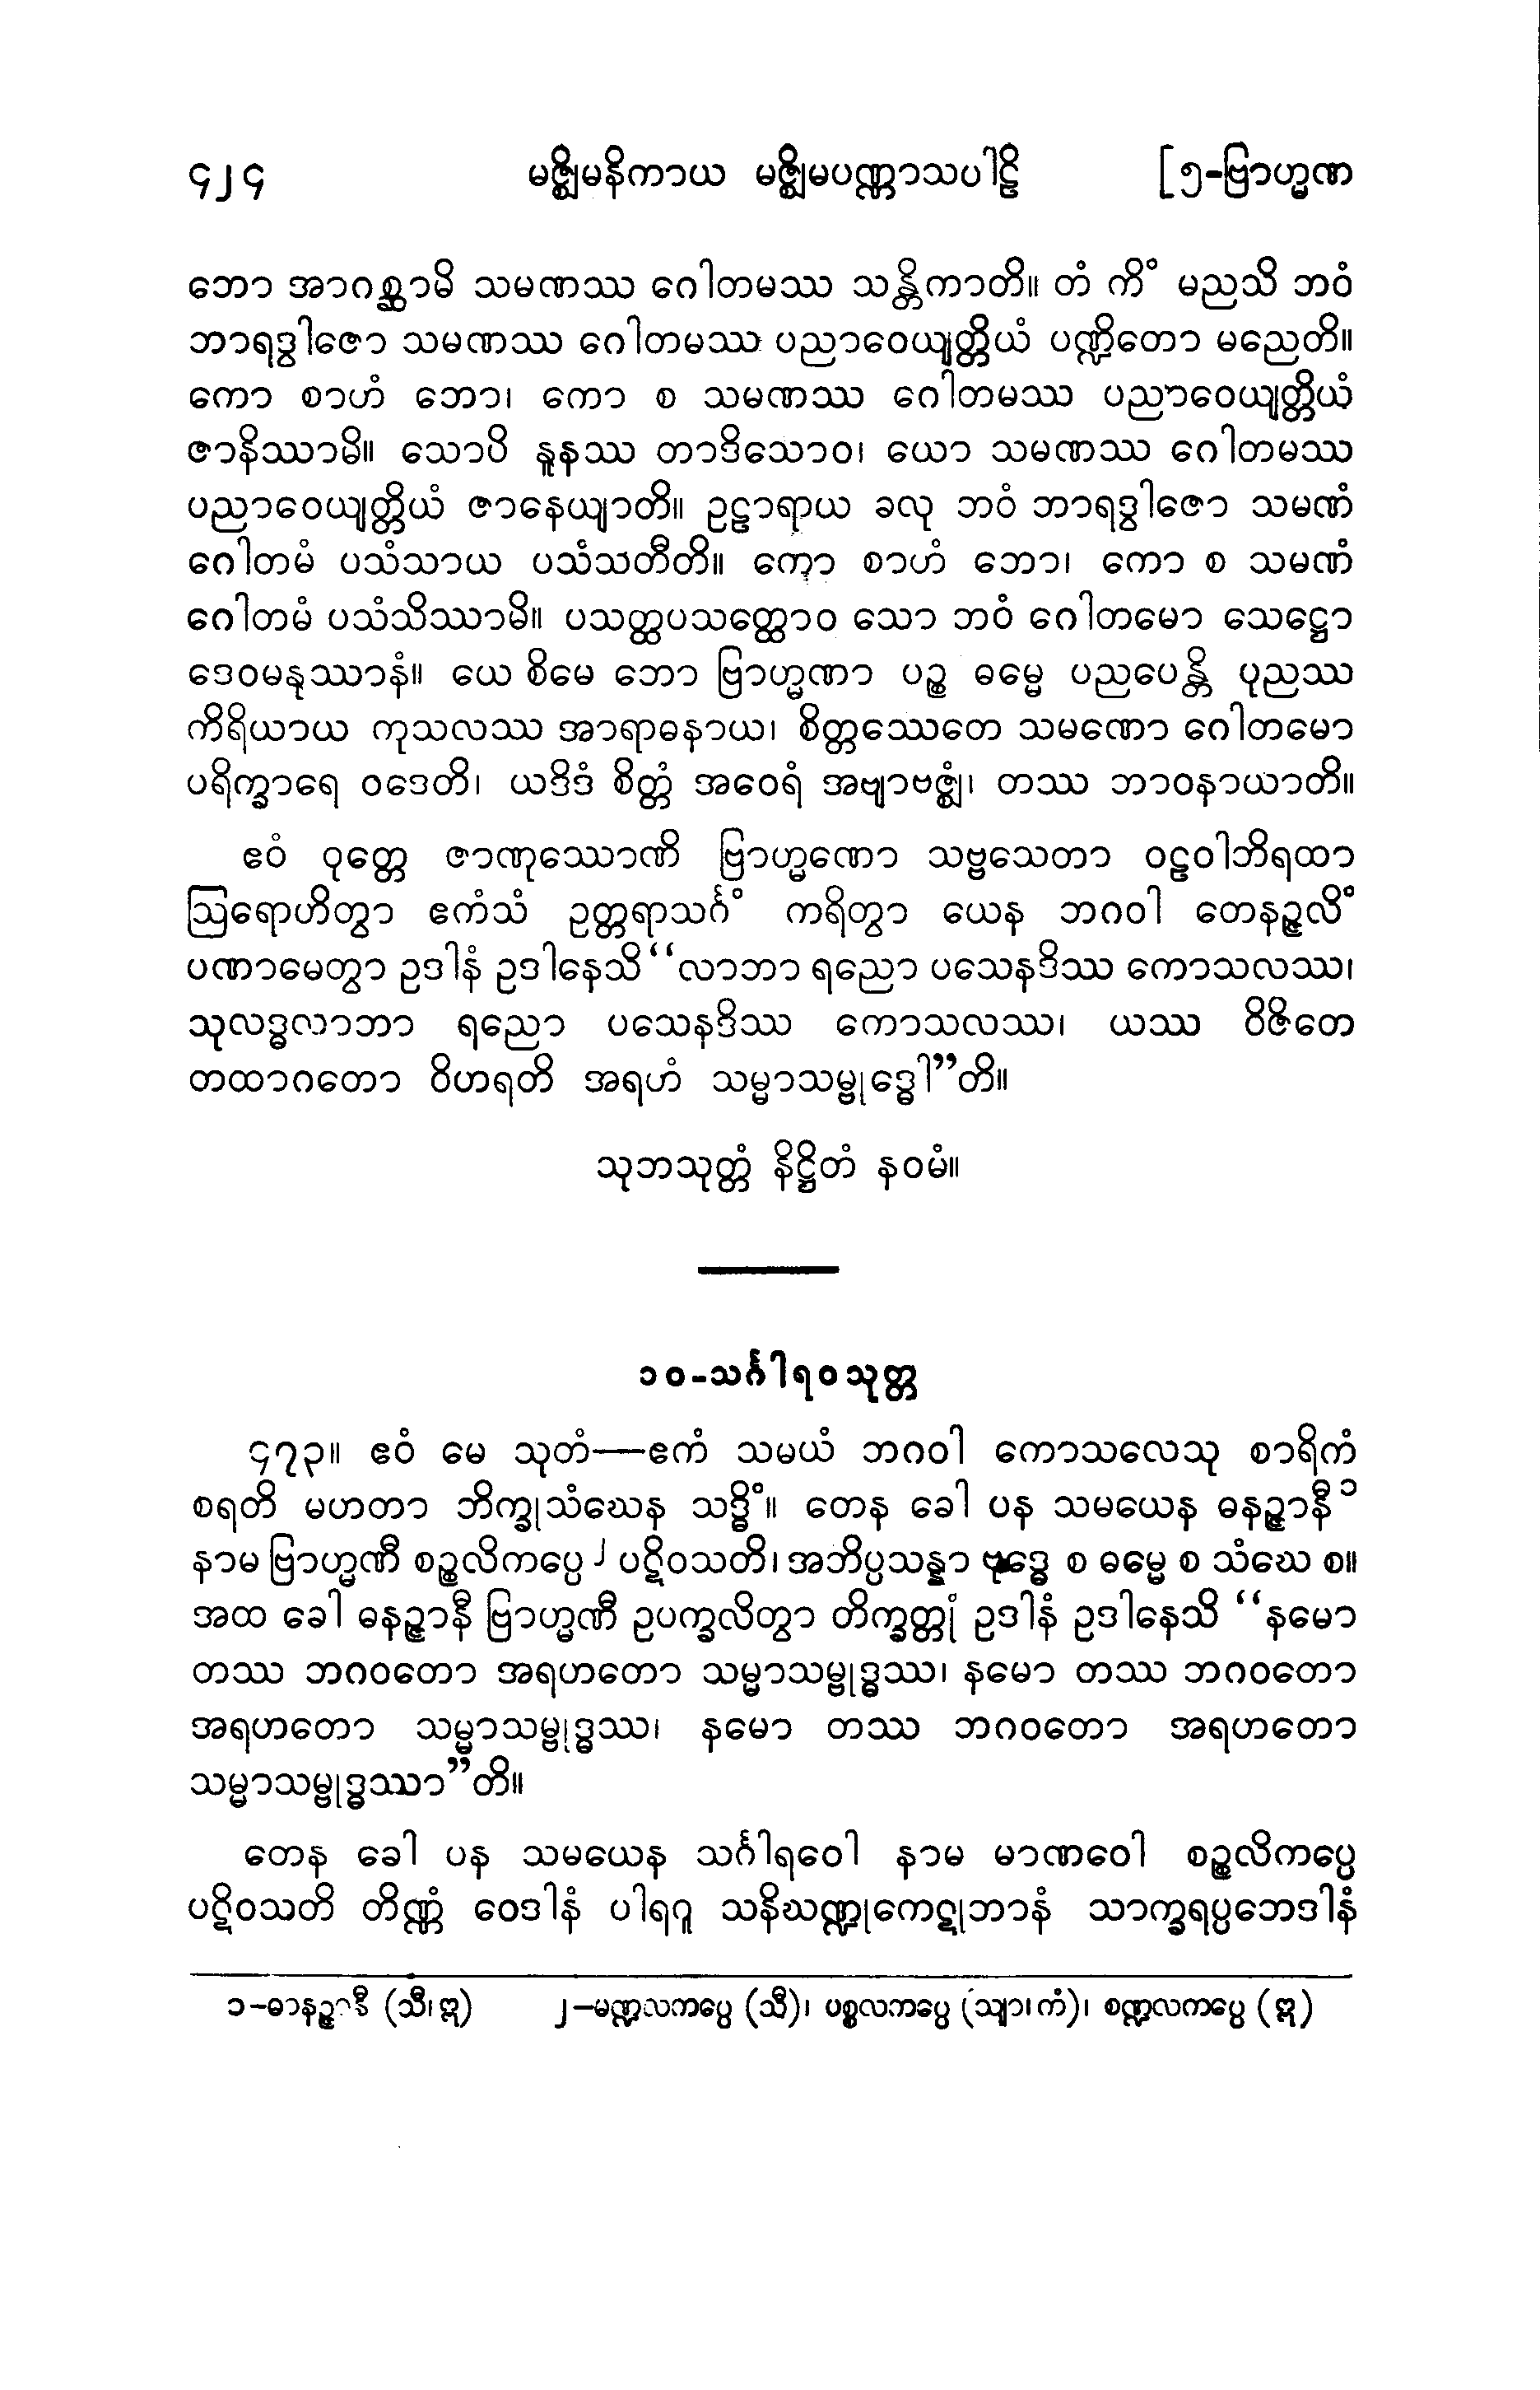 ၄၂၄ မဇ္ဈိမနိကာယ မဇ္ဈိမပဏ္ဏာသပါဠိ [၅-ဗြာဟ္မဏ
ဘော အာဂစ္ဆာမိ သမဏဿ ဂေါတမဿ သန္တိကာတိ။ တံ ကိံ မညသိ ဘဝံ
ဘာရဒွါဇော သမဏဿ ဂေါတမဿ ပညာဝေယျတ္တိယံ ပဏ္ဍိတော မညေတိ။
ကော စာဟံ ဘော၊ ကော စ သမဏဿ ဂေါတမဿ ပညာဝေယျတ္တိယံ
ဇာနိဿာမိ။ သောပိ နူနဿ တာဒိသောဝ၊ ယော သမဏဿ ဂေါတမဿ
ပညာဝေယျတ္တိယံ ဇာနေယျာတိ။ ဥဠာရာယ ခလု ဘဝံ ဘာရဒွါဇော သမဏံ
ဂေါတမံ ပသံသာယ ပသံသတီတိ။ ကော စာဟံ ဘော၊ ကော စ သမဏံ
ဂေါတမံ ပသံသိဿာမိ။ ပသတ္ထပသတ္ထောဝ သော ဘဝံ ဂေါတမော သေဋ္ဌော
ဒေဝမနုဿာနံ။ ယေ စိမေ ဘော ဗြာဟ္မဏာ ပဉ္စ ဓမ္မေ ပညပေန္တိ ပုညဿ
ကိရိယာယ ကုသလဿ အာရာဓနာယ၊ စိတ္တဿေတေ သမဏော ဂေါတမော
ပရိက္ခာရေ ဝဒေတိ၊ ယဒိဒံ စိတ္တံ အဝေရံ အဗျာဗဇ္ဈံ၊ တဿ ဘာဝနာယာတိ။
ဧဝံ ဝုတ္တေ ဇာဏုဿောဏိ ဗြာဟ္မဏော သဗ္ဗသေတာ ဝဠဝါဘိရထာ
ဩရောဟိတွာ ဧကံသံ ဥတ္တရာသင်္ဂံ ကရိတွာ ယေန ဘဂဝါ တေနဉ္ဇလိံ
ပဏာမေတွာ ဥဒါနံ ဥဒါနေသိ “လာဘာ ရညော ပသေနဒိဿ ကောသလဿ၊
သုလဒ္ဓလာဘာ ရညော ပသေနဒိဿ ကောသလဿ၊ ယဿ ဝိဇိတေ
တထာဂတော ဝိဟရတိ အရဟံ သမ္မာသမ္ဗုဒ္ဓေါ”တိ။
သုဘသုတ္တံ နိဋ္ဌိတံ နဝမံ။
၁၀-သင်္ဂါရဝသုတ္တ
၄၇၃။ ဧဝံ မေ သုတံ—ဧကံ သမယံ ဘဂဝါ ကောသလေသု စာရိကံ
စရတိ မဟတာ ဘိက္ခုသံဃေန သဒ္ဓိံ။ တေန ခေါ ပန သမယေန ဓနဉ္ဇာနီ ၁
နာမ ဗြာဟ္မဏီ စဉ္စလိကပ္ပေ ၂ ပဋိဝသတိ၊ အဘိပ္ပသန္နာ ဗုဒ္ဓေ စ ဓမ္မေ စ သံဃေ စ။
အထ ခေါ ဓနဉ္ဇာနီ ဗြာဟ္မဏီ ဥပက္ခလိတွာ တိက္ခတ္တုံ ဥဒါနံ ဥဒါနေသိ “နမော
တဿ ဘဂဝတော အရဟတော သမ္မာသမ္ဗုဒ္ဓဿ၊ နမော တဿ ဘဂဝတော
အရဟတော သမ္မာသမ္ဗုဒ္ဓဿ၊ နမော တဿ ဘဂဝတော အရဟတော
သမ္မာသမ္ဗုဒ္ဓဿာ”တိ။
တေန ခေါ ပန သမယေန သင်္ဂါရဝေါ နာမ မာဏဝေါ စဉ္စလိကပ္ပေ
ပဋိဝသတိ တိဏ္ဏံ ဝေဒါနံ ပါရဂူ သနိဃဏ္ဍုကေဋုဘာနံ သာက္ခရပ္ပဘေဒါနံ
၁-ဓာနဉ္ဇာနီ (သီ၊ ဋ္ဌ) ၂-မဏ္ဍလကပ္ပေ (သီ)၊ ပစ္စလကပ္ပေ (သျာ၊ ကံ)၊ စဏ္ဍလကပ္ပေ (ဋ္ဌ)